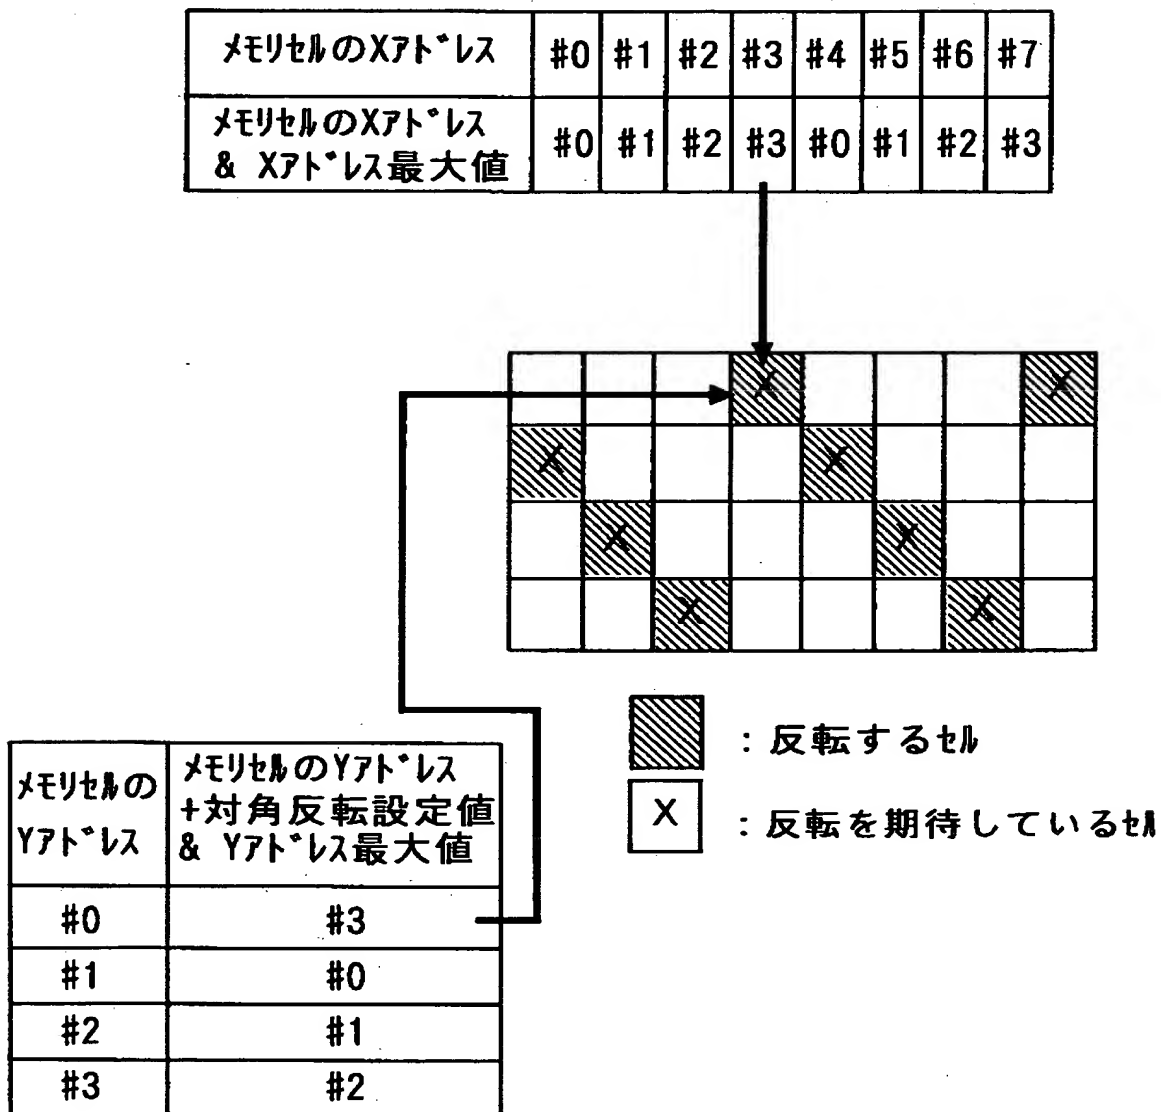 ﾒﾓﾘｾﾙのXｱﾄﾞﾚｽ #0 #1 #2 #3 #4 #5 #6 #7
ﾒﾓﾘｾﾙのXｱﾄﾞﾚｽ
& Xｱﾄﾞﾚｽ最大値 #0 #1 #2 #3 #0 #1 #2 #3
X X
X X
X X
X X
：反転するｾﾙ
X ：反転を期待しているｾﾙ
ﾒﾓﾘｾﾙの
Yｱﾄﾞﾚｽ
ﾒﾓﾘｾﾙのYｱﾄﾞﾚｽ
+対角反転設定値
& Yｱﾄﾞﾚｽ最大値
#0 #3
#1 #0
#2 #1
#3 #2